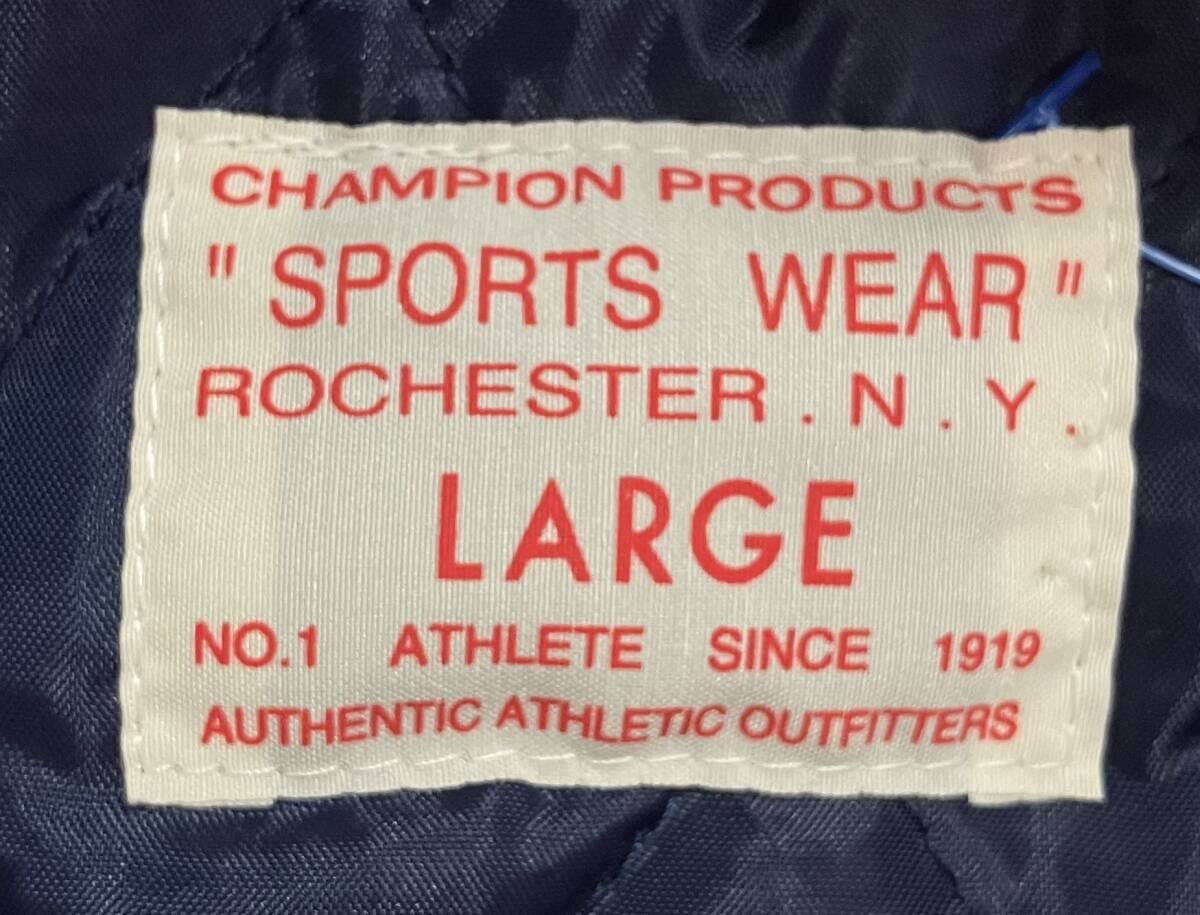 CHAMPION PRODUCTS
" SPORTS WEAR "
ROCHESTER . N . Y .
LARGE
NO.1 ATHLETE SINCE 1919
AUTHENTIC ATHLETIC OUTFITTERS